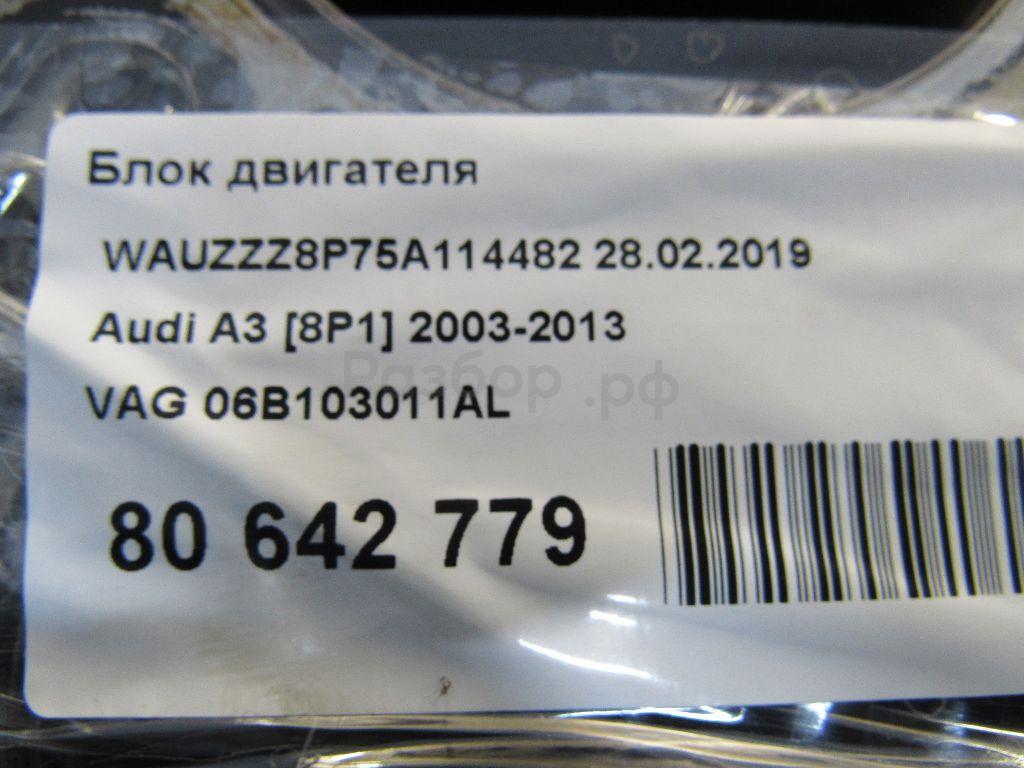 Блок двигателя
WAUZZZ8P75A114482 28.02.2019
Audi A3 [8P1] 2003-2013
Разбор.рф
VAG 06B103011AL
80 642 779